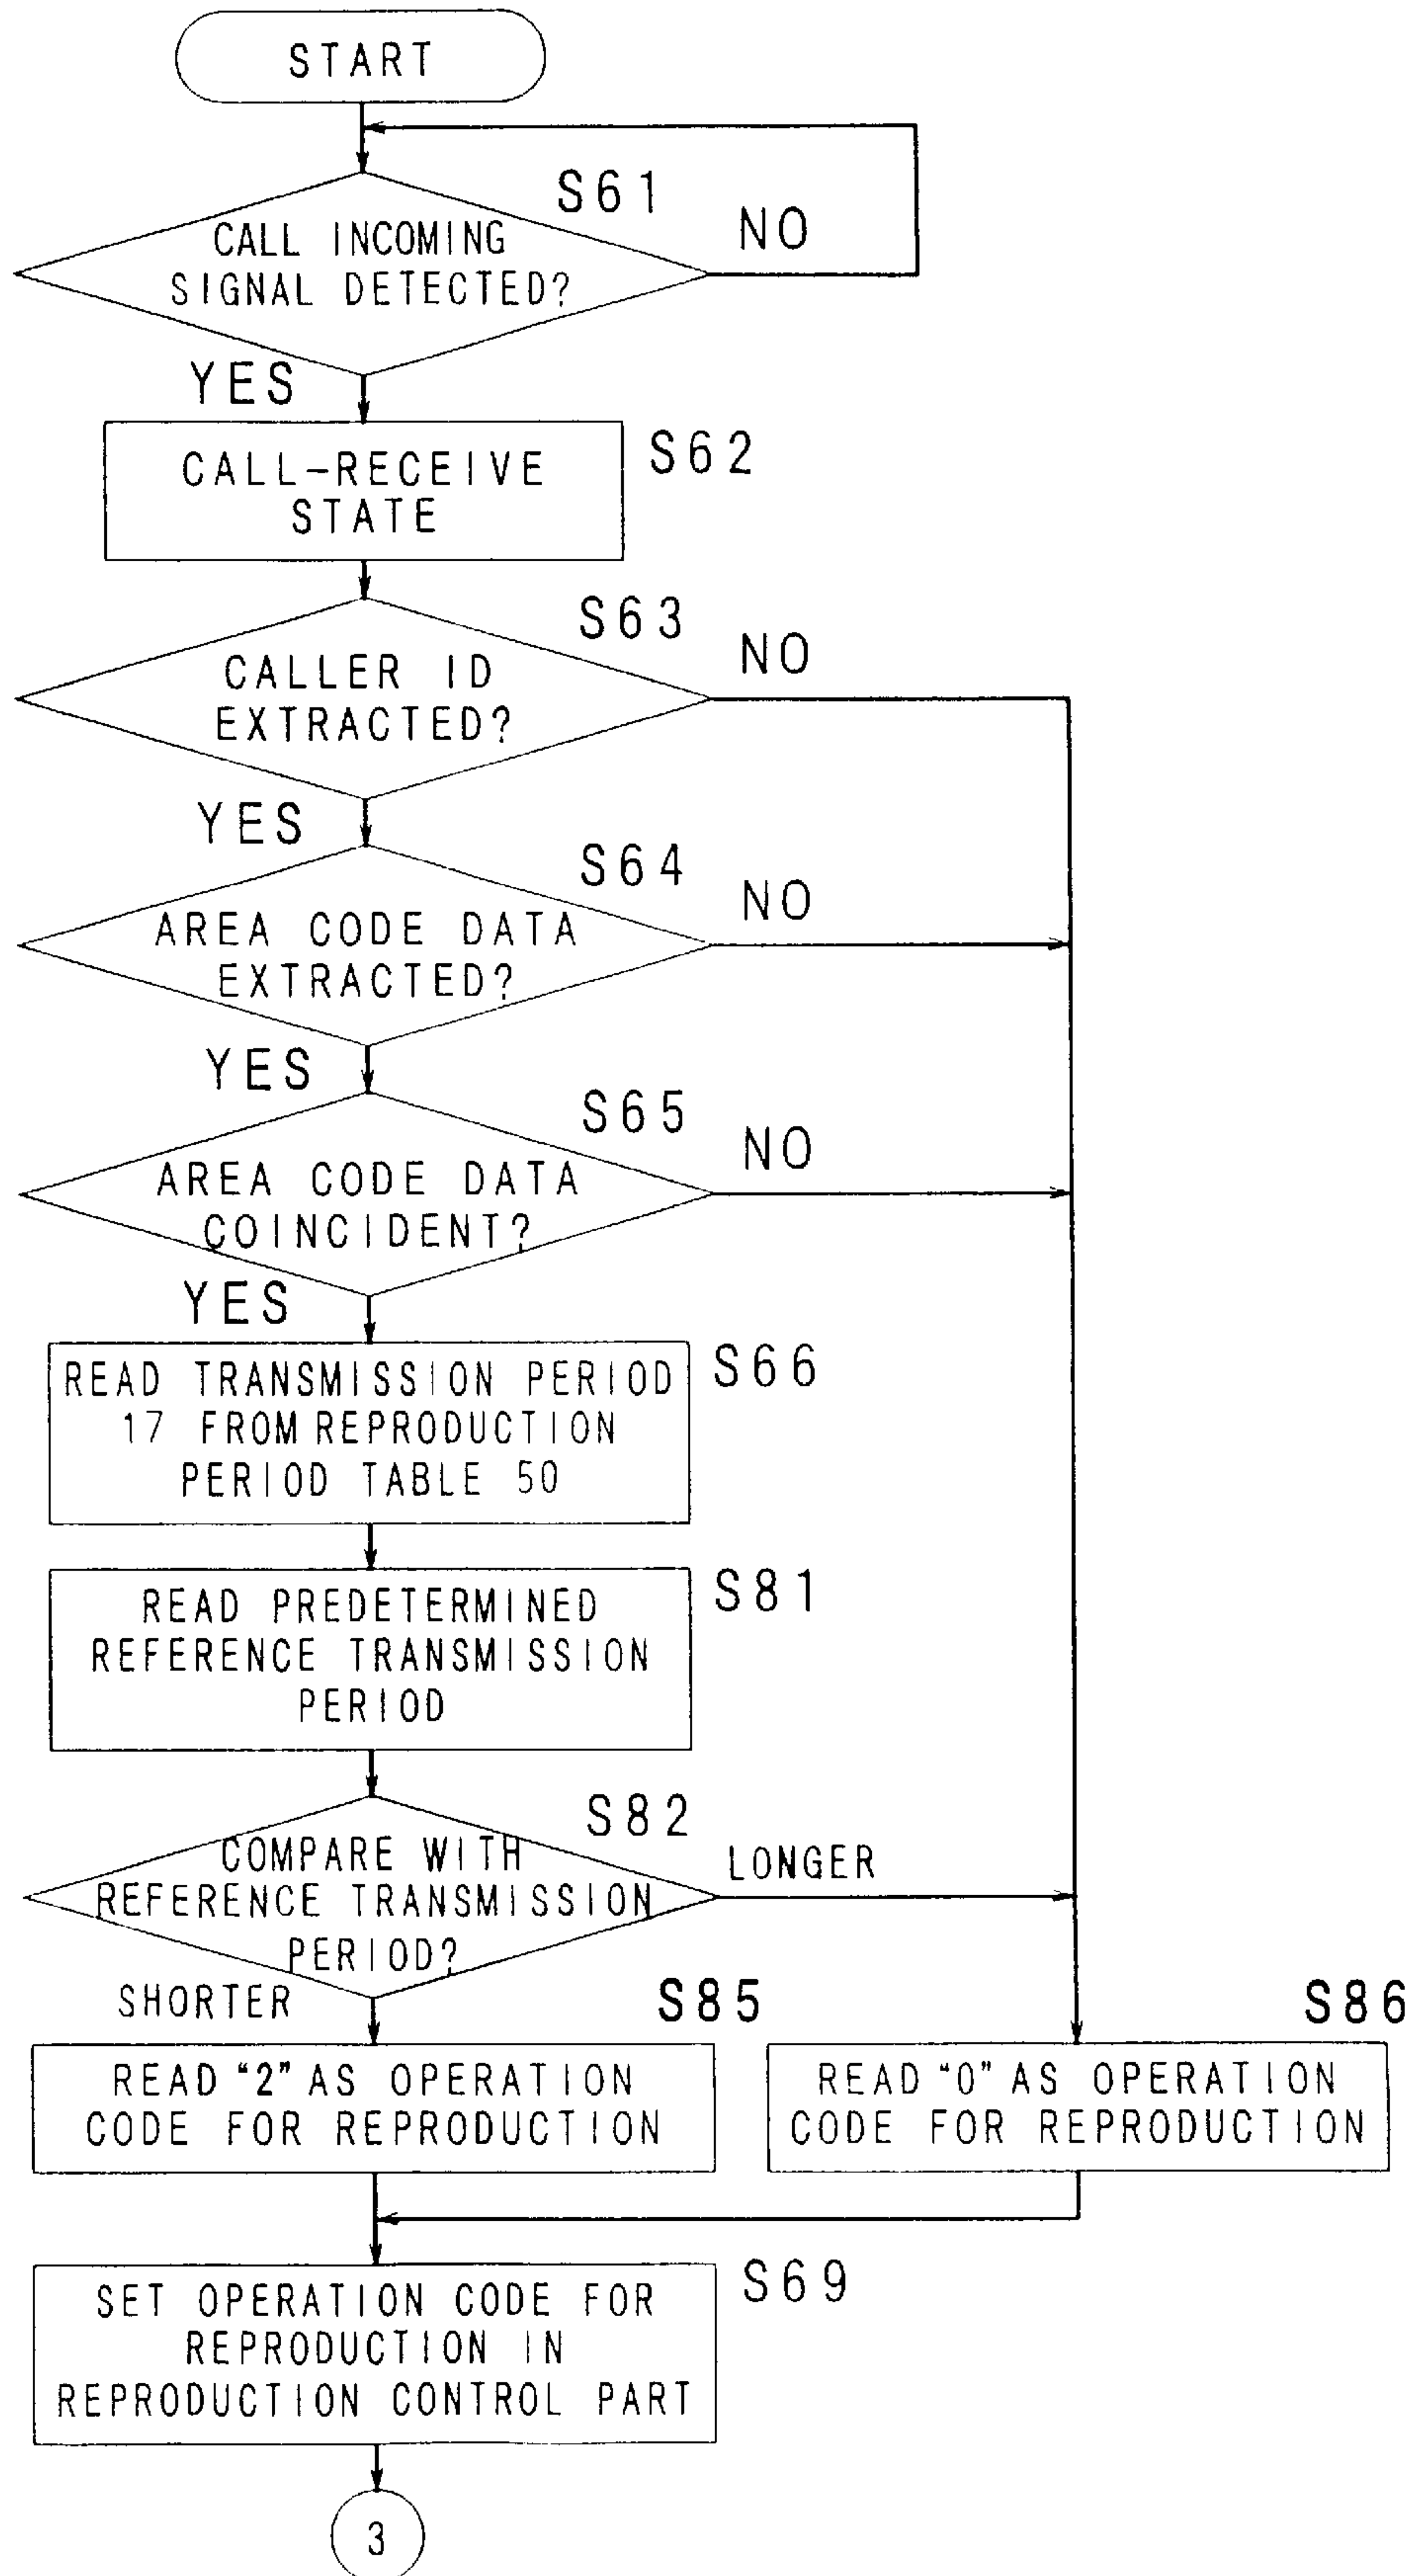 START
S61
CALL INCOMING
SIGNAL DETECTED?
NO
YES
CALL-RECEIVE
STATE
S62
S63
CALLER ID
EXTRACTED?
NO
YES
S64
AREA CODE DATA
EXTRACTED?
NO
YES
S65
AREA CODE DATA
COINCIDENT?
NO
YES
READ TRANSMISSION PERIOD
17 FROM REPRODUCTION
PERIOD TABLE 50
S66
READ PREDETERMINED
REFERENCE TRANSMISSION
PERIOD
S81
S82
COMPARE WITH
REFERENCE TRANSMISSION
PERIOD?
LONGER
SHORTER
S85
READ “2” AS OPERATION
CODE FOR REPRODUCTION
S86
READ “0” AS OPERATION
CODE FOR REPRODUCTION
SET OPERATION CODE FOR
REPRODUCTION IN
REPRODUCTION CONTROL PART
S69
3